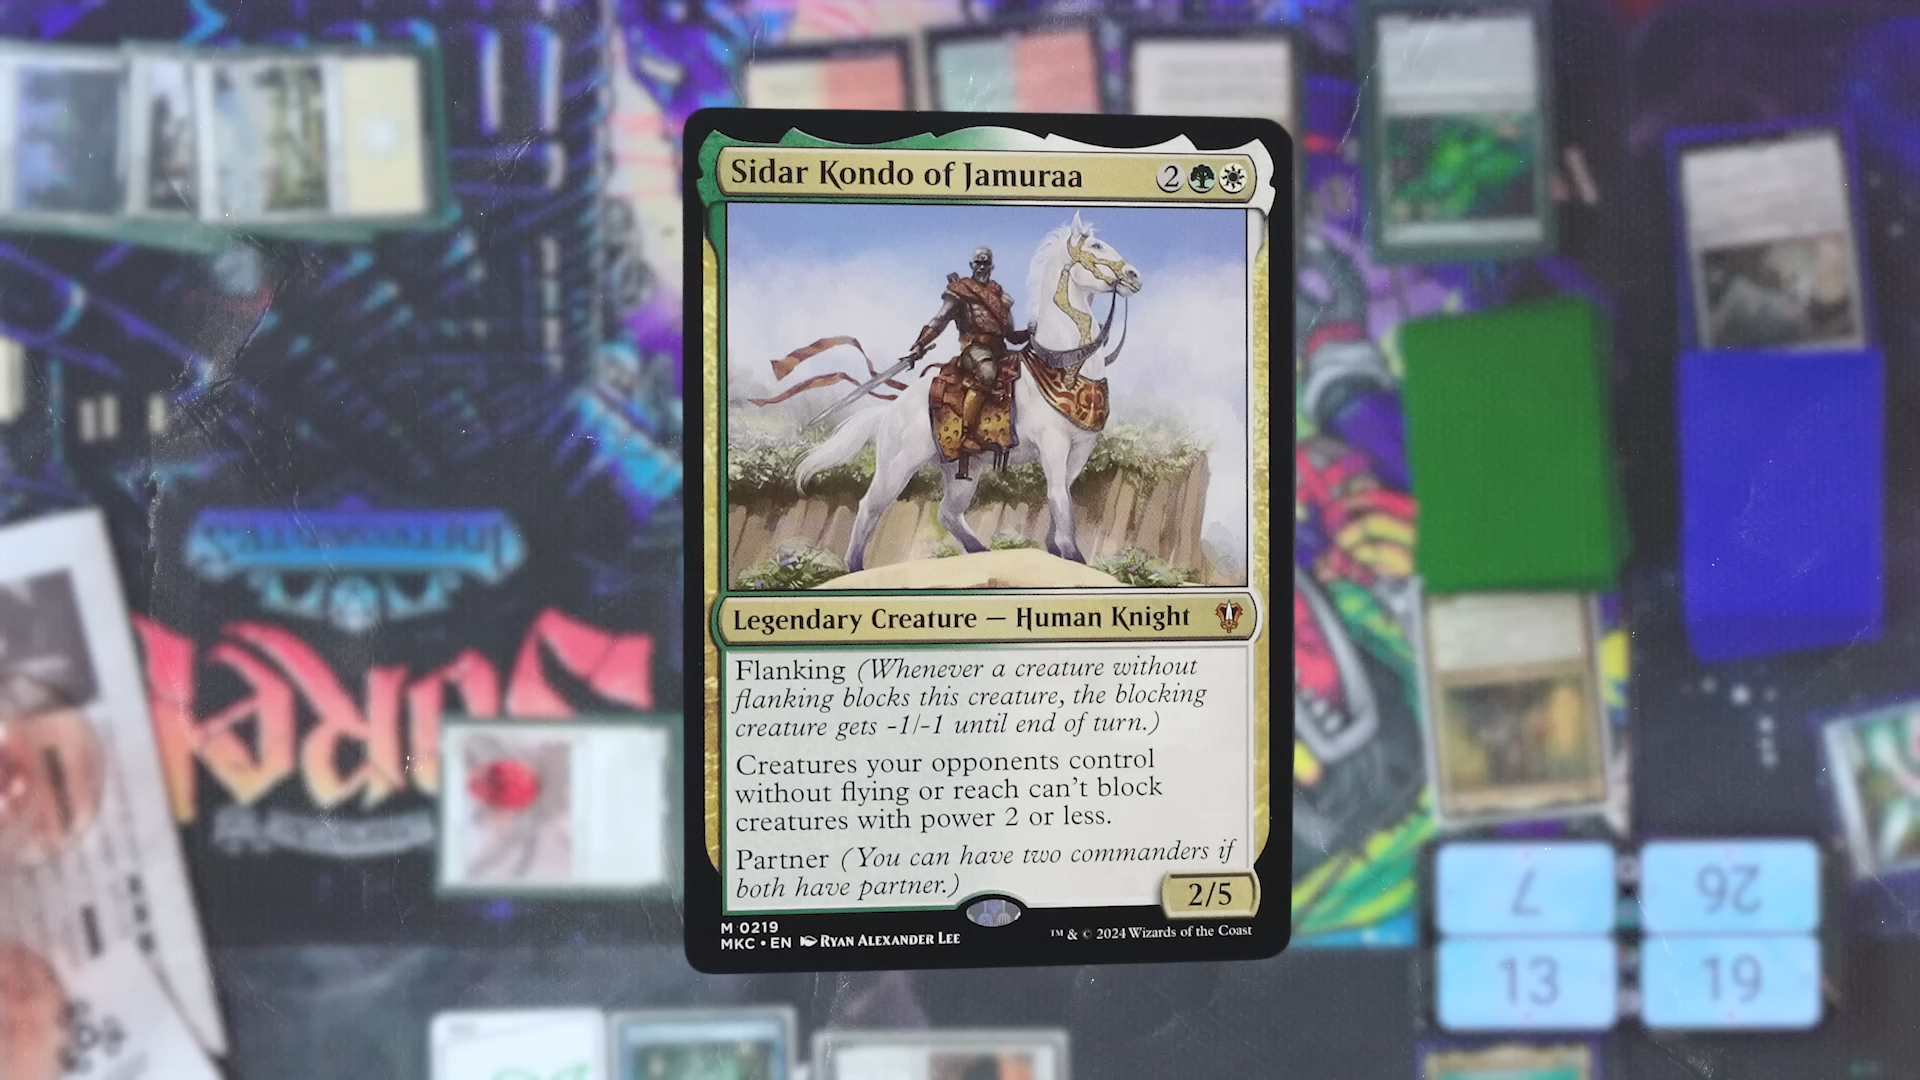 Sidar Kondo of Jamuraa 2
Legendary Creature — Human Knight
Flanking (Whenever a creature without
flanking blocks this creature, the blocking
creature gets -1/-1 until end of turn.)
Creatures your opponents control
without flying or reach can't block
creatures with power 2 or less.
Partner (You can have two commanders if
both have partner.)
2/5
M 0219
MKC • EN Ryan Alexander Lee
™ & © 2024 Wizards of the Coast
7
26
13
19